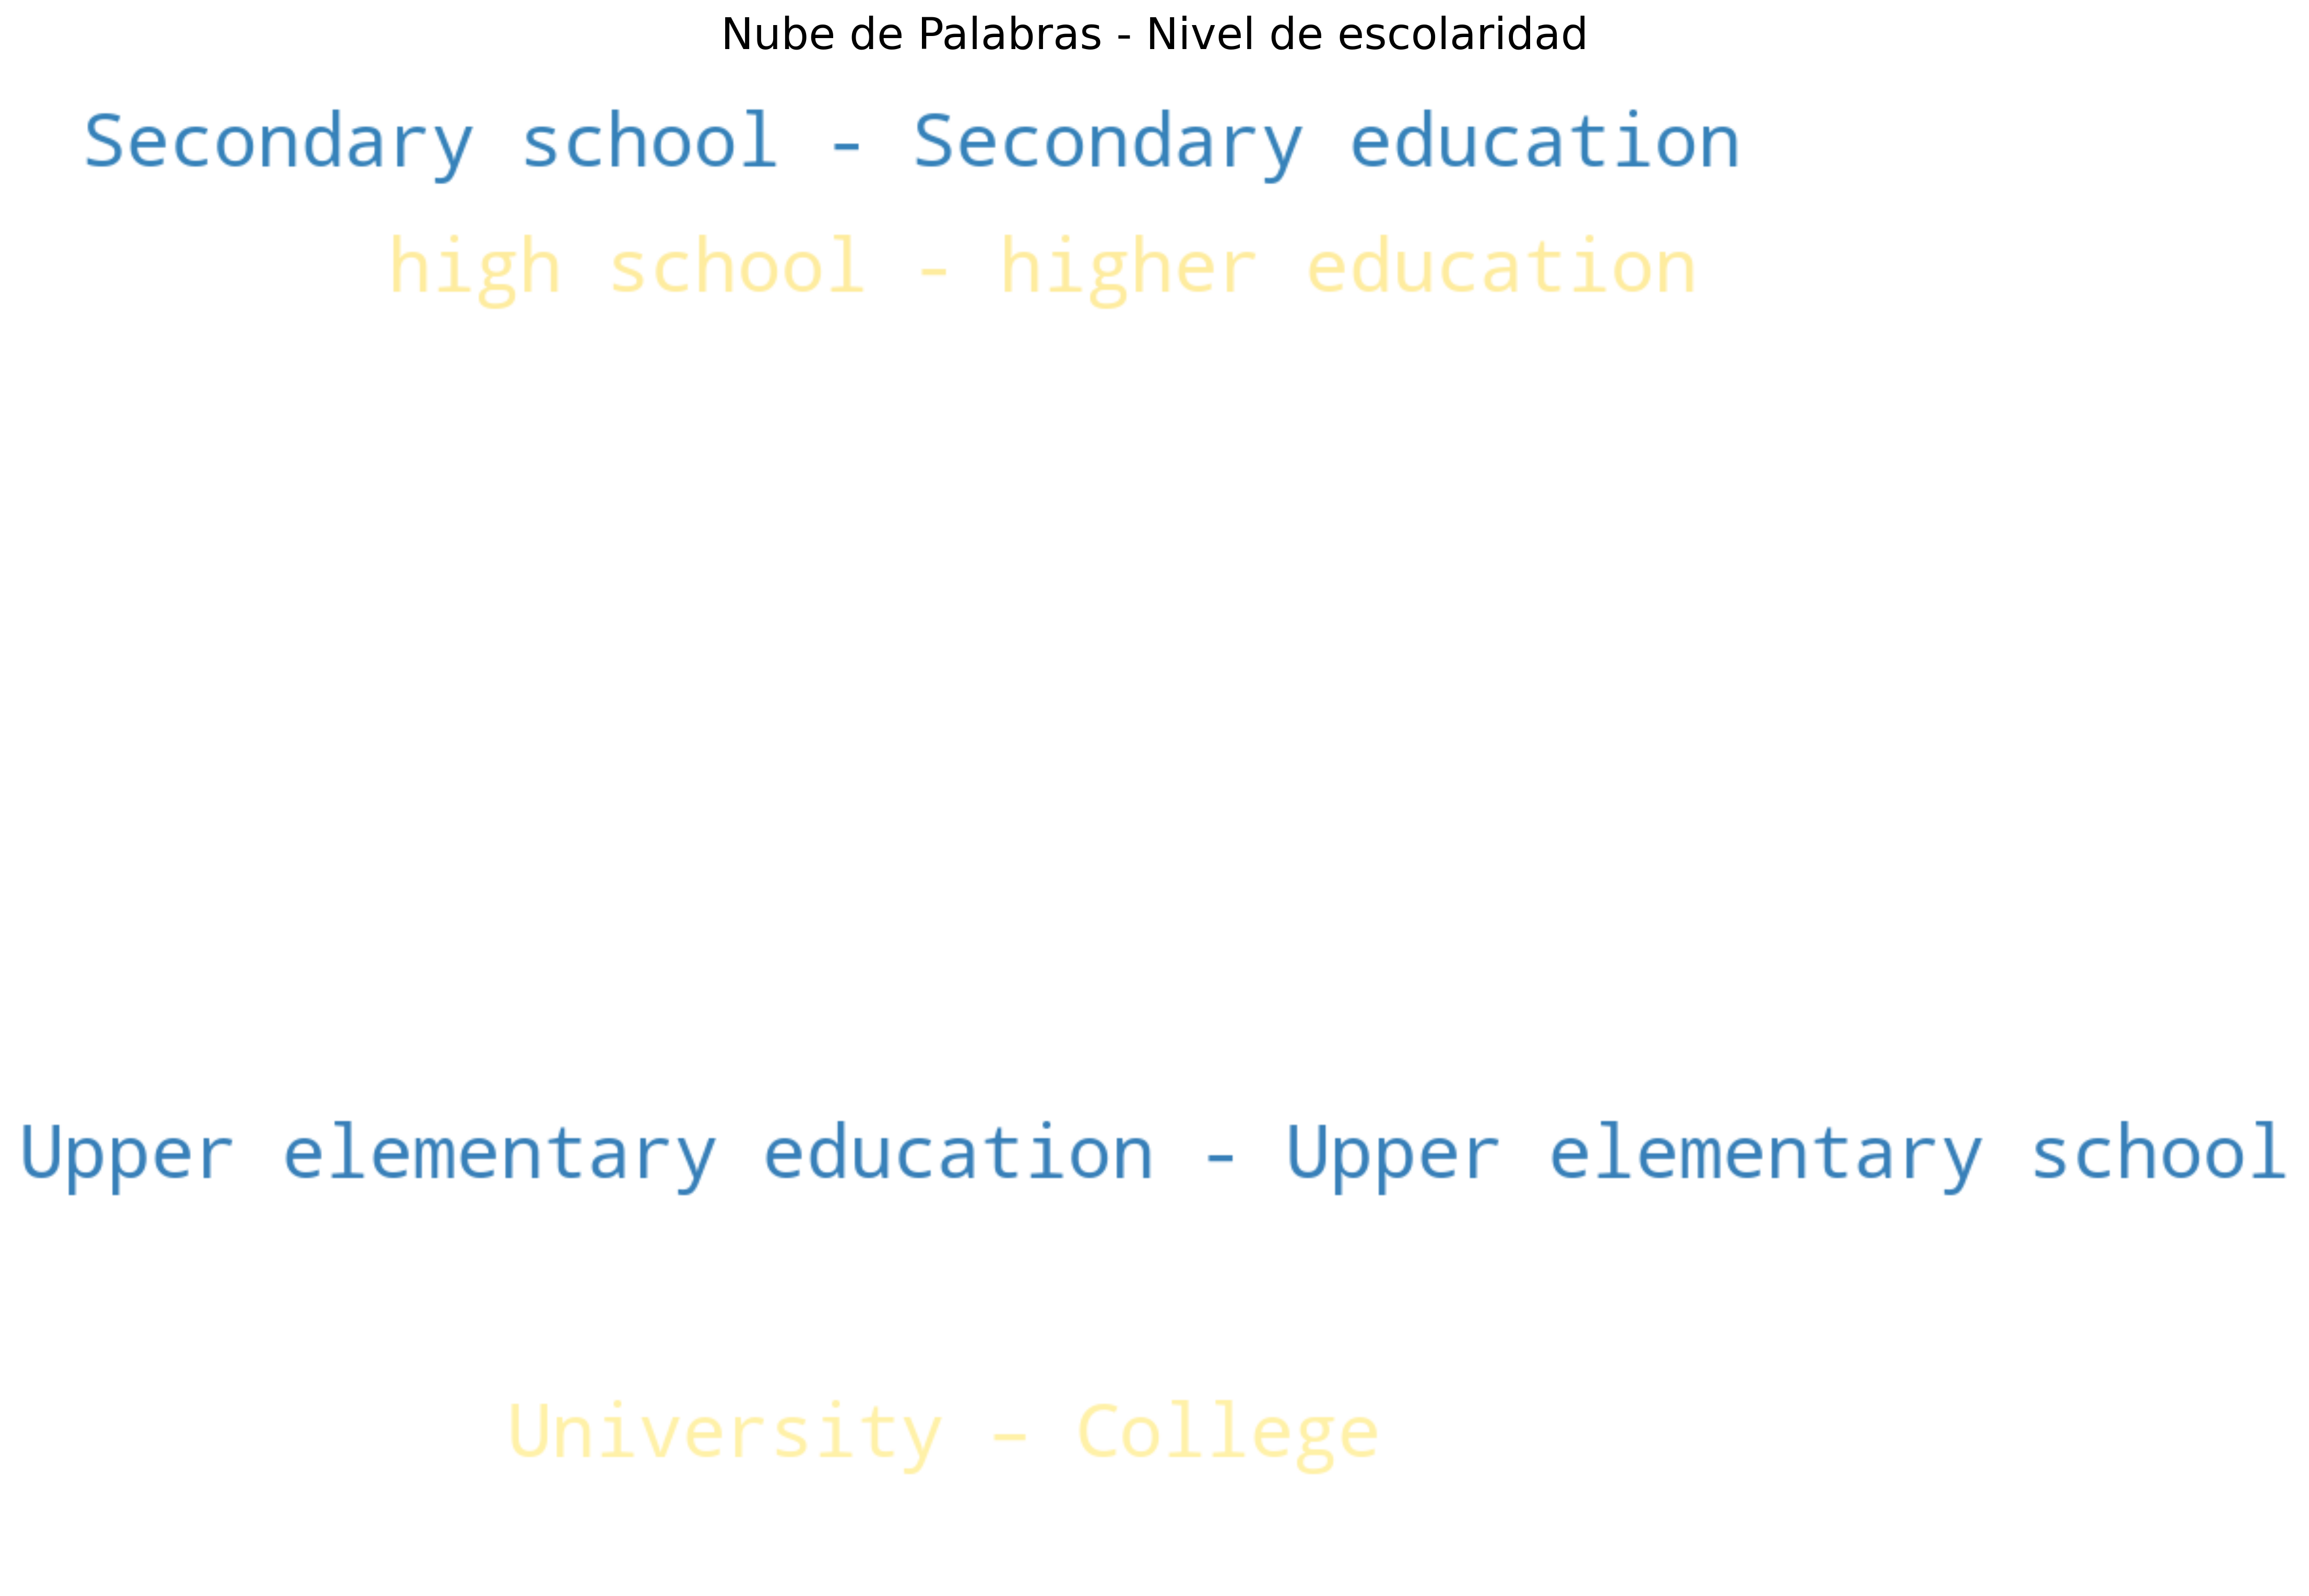 Nube de Palabras - Nivel de escolaridad
Secondary school - Secondary education
high school - higher education
Upper elementary education - Upper elementary school
University – College